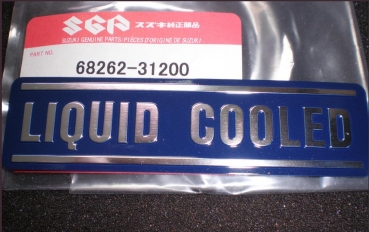 SGP スズキ純正部品
SUZUKI GENUINE PARTS/PIÈCES D'ORIGINE DE SUZUKI
PART NO.
68262-31200
LIQUID COOLED